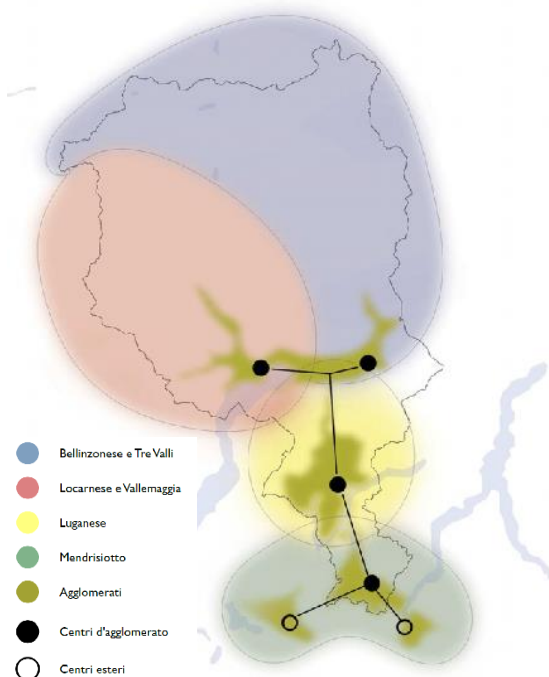 Bellinzonese e Tre Valli
Locarnese e Vallemaggia
Luganese
Mendrisiotto
Agglomerati
Centri d'agglomerato
Centri esteri